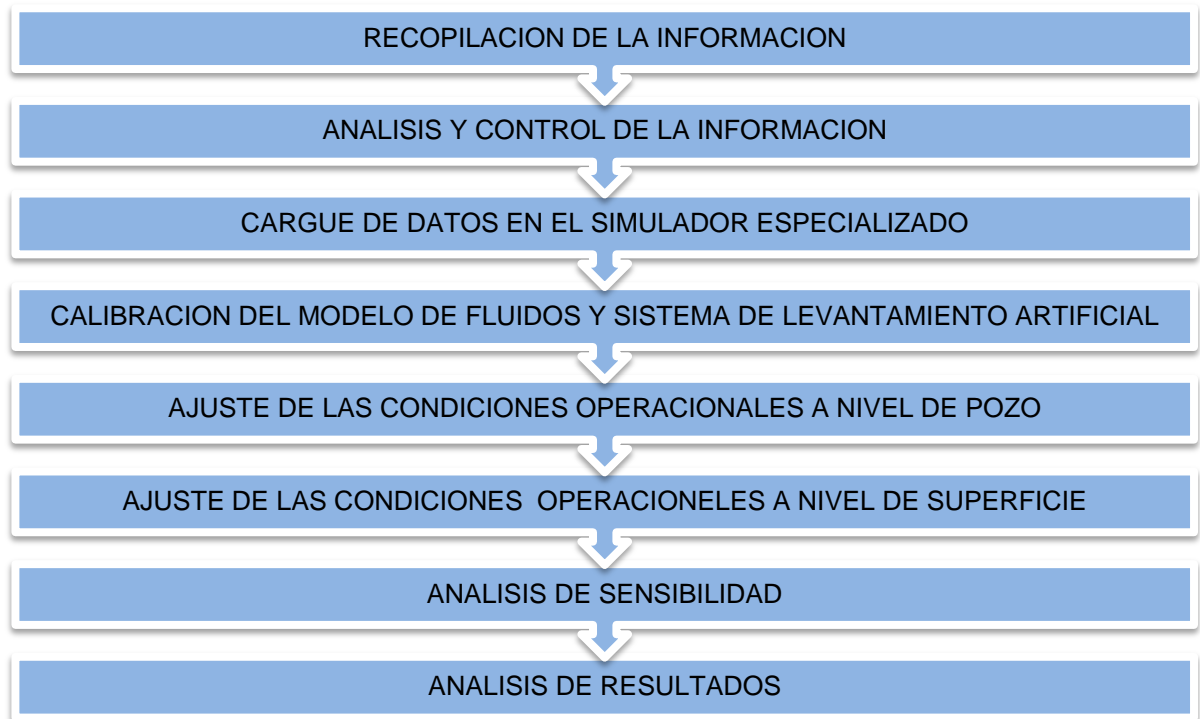 RECOPILACION DE LA INFORMACION
ANALISIS Y CONTROL DE LA INFORMACION
CARGUE DE DATOS EN EL SIMULADOR ESPECIALIZADO
CALIBRACION DEL MODELO DE FLUIDOS Y SISTEMA DE LEVANTAMIENTO ARTIFICIAL
AJUSTE DE LAS CONDICIONES OPERACIONALES A NIVEL DE POZO
AJUSTE DE LAS CONDICIONES OPERACIONELES A NIVEL DE SUPERFICIE
ANALISIS DE SENSIBILIDAD
ANALISIS DE RESULTADOS